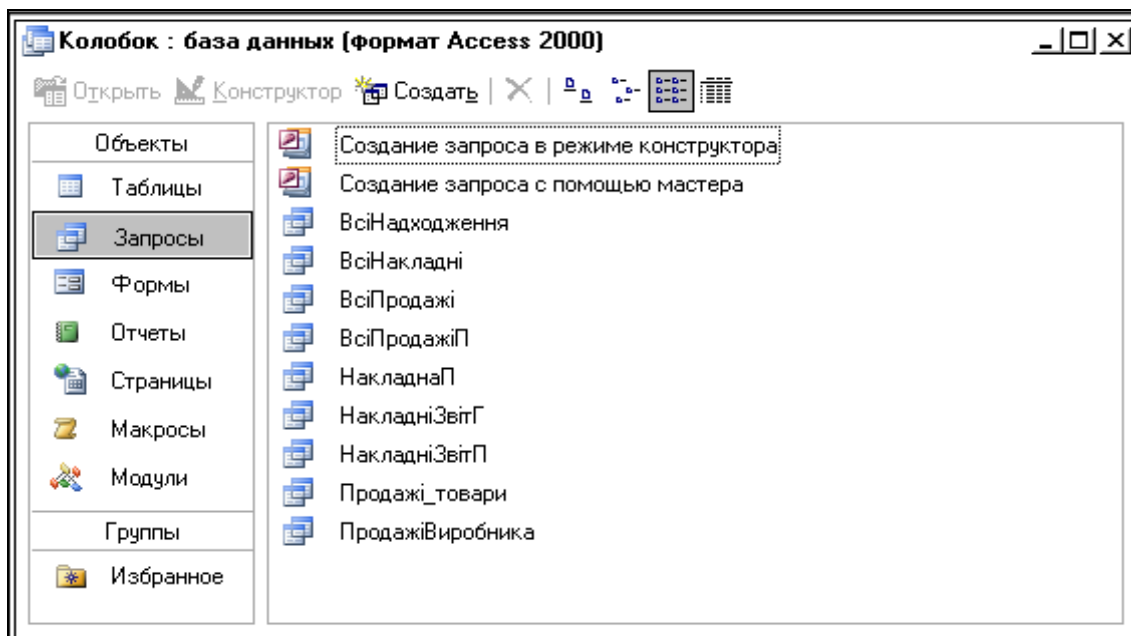 Колобок : база данных (формат Access 2000)
Открыть Конструктор Создать
Объекты
Таблицы
Запросы
Формы
Отчеты
Страницы
Макросы
Модули
Группы
Избранное
Создание запроса в режиме конструктора
Создание запроса с помощью мастера
ВсіНадходження
ВсіНакладні
ВсіПродажі
ВсіПродажіП
НакладнаП
НакладніЗвітГ
НакладніЗвітП
Продажі_товари
ПродажіВиробника